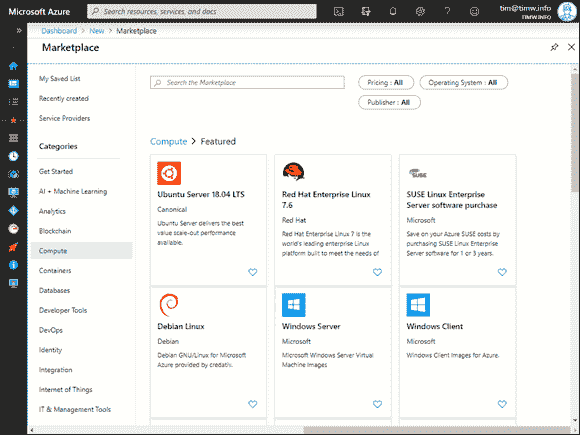 Microsoft Azure
Search resources, services, and docs
tim@timw.info
TIMW.INFO
Dashboard > New > Marketplace
Marketplace
My Saved List
Recently created
Service Providers
Categories
Get Started
AI + Machine Learning
Analytics
Blockchain
Compute
Containers
Databases
Developer Tools
DevOps
Identity
Integration
Internet of Things
IT & Management Tools
Search the Marketplace
Pricing : All
Operating System : All
Publisher : All
Compute > Featured
Ubuntu Server 18.04 LTS
Canonical
Ubuntu Server delivers the best
value scale-out performance
available.
Red Hat Enterprise Linux
7.6
Red Hat
Red Hat Enterprise Linux 7 is the
world's leading enterprise Linux
platform built to meet the needs of
SUSE
SUSE Linux Enterprise
Server software purchase
Microsoft
Save on your Azure SUSE costs by
purchasing SUSE Linux Enterprise
Server software for 1 or 3 years.
Debian Linux
Debian
Debian GNU/Linux for Microsoft
Azure provided by credativ.
Windows Server
Microsoft
Microsoft Windows Server Virtual
Machine Images
Windows Client
Microsoft
Windows Client Images for Azure.